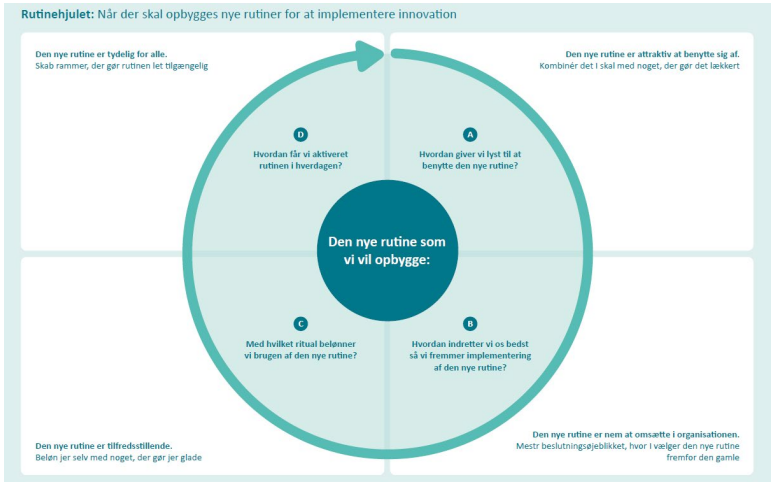 Rutinehjulet: Når der skal opbygges nye rutiner for at implementere innovation
Den nye rutine er tydelig for alle.
Skab rammer, der gør rutinen let tilgængelig
Den nye rutine er attraktiv at benytte sig af.
Kombinér det I skal med noget, der gør det lækkert
D
Hvordan får vi aktiveret
rutinen i hverdagen?
A
Hvordan giver vi lyst til at
benytte den nye rutine?
Den nye rutine som
vi vil opbygge:
C
Med hvilket ritual belønner
vi brugen af den nye rutine?
B
Hvordan indretter vi os bedst
så vi fremmer implementering
af den nye rutine?
Den nye rutine er tilfredsstillende.
Beløn jer selv med noget, der gør jer glade
Den nye rutine er nem at omsætte i organisationen.
Mestr beslutningsøjeblikket, hvor I vælger den nye rutine
fremfor den gamle